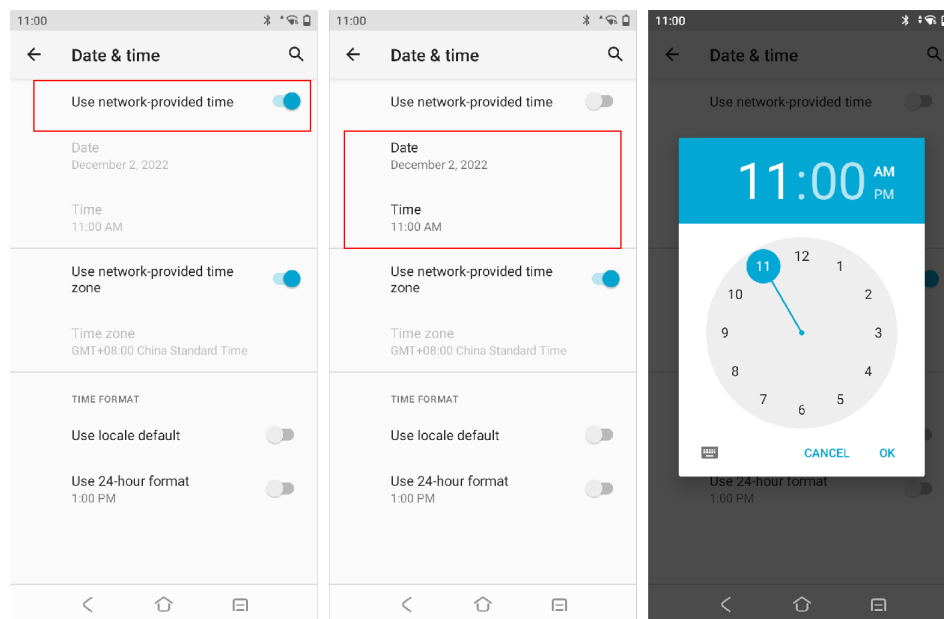 11:00
Date & time
Use network-provided time
Date
December 2, 2022
Time
11:00 AM
Use network-provided time
zone
Time zone
GMT+08:00 China Standard Time
TIME FORMAT
Use locale default
Use 24-hour format
1:00 PM
11:00
Date & time
Use network-provided time
Date
December 2, 2022
Time
11:00 AM
Use network-provided time
zone
Time zone
GMT+08:00 China Standard Time
TIME FORMAT
Use locale default
Use 24-hour format
1:00 PM
11:00
Date & time
Use network-provided time
11:00 AM
PM
12
11
1
10
2
9
3
8
4
7
5
6
CANCEL OK
Use 24-hour format
1:00 PM